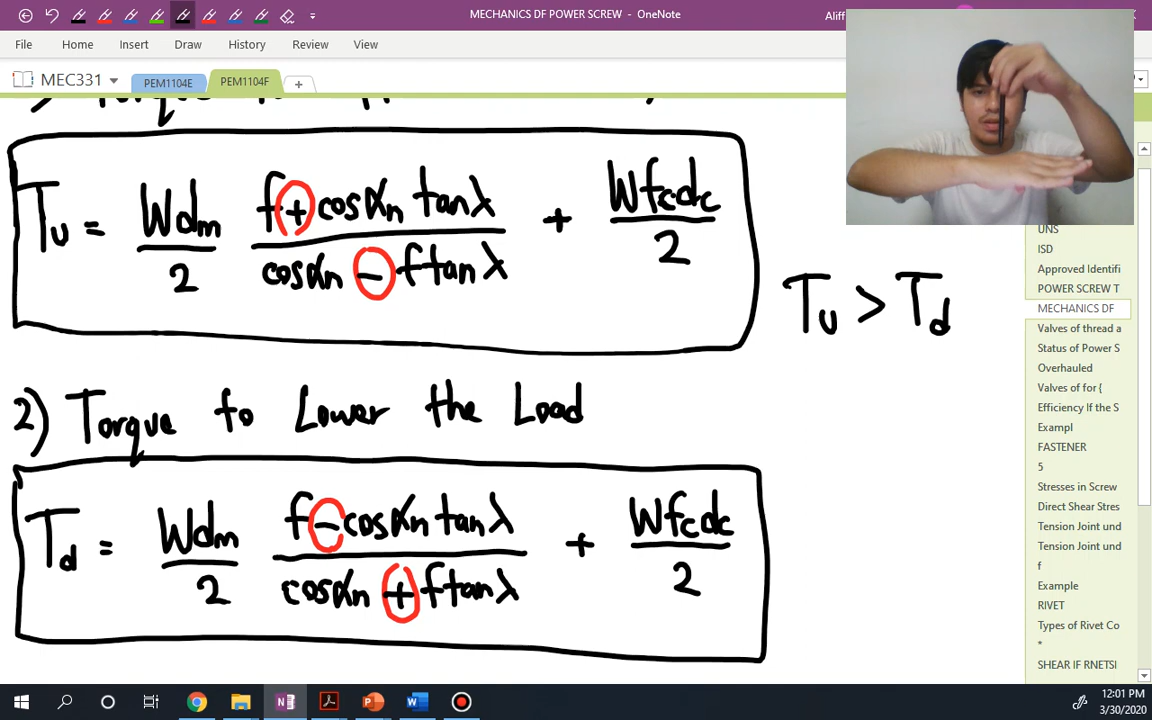 MECHANICS DF POWER SCREW - OneNote
Aliff
File Home Insert Draw History Review View
MEC331 PEM1104E PEM1104F
Tu = Wdm/2 (f + cosαn tanλ)/(cosαn − f tanλ) + Wfcdc/2
Tu > Td
2) Torque to Lower the Load
Td = Wdm/2 (f − cosαn tanλ)/(cosαn + f tanλ) + Wfcdc/2
UNS
ISD
Approved Identifi
POWER SCREW T
MECHANICS DF
Valves of thread a
Status of Power S
Overhauled
Valves of for {
Efficiency If the S
Exampl
FASTENER
5
Stresses in Screw
Direct Shear Stres
Tension Joint und
Tension Joint und
f
Example
RIVET
Types of Rivet Co
*
SHEAR IF RNETSI
12:01 PM
3/30/2020